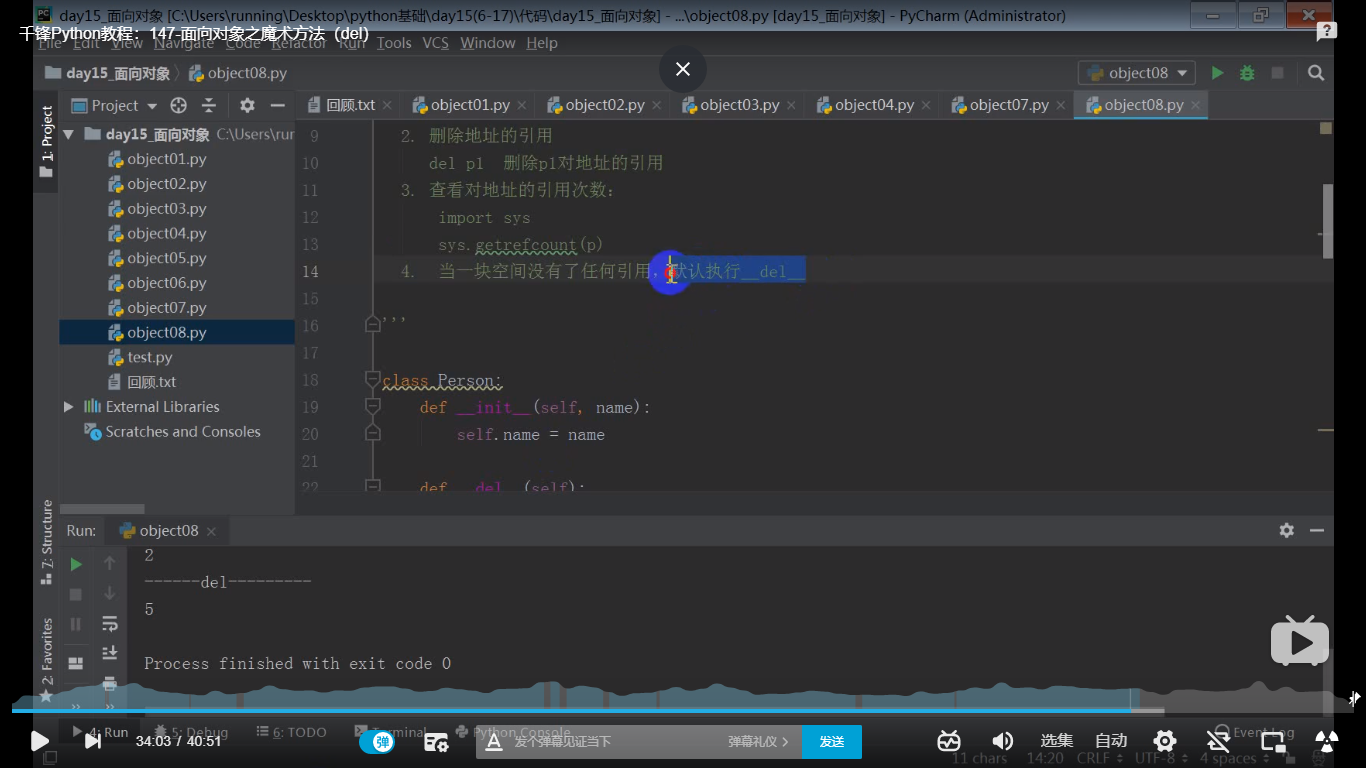 day15_面向对象 [C:\Users\running\Desktop\python基础\day15(6-17)\代码\day15_面向对象] - ...\object08.py [day15_面向对象] - PyCharm (Administrator)
千锋Python教程：147-面向对象之魔术方法（del）
File Edit View Navigate Code Refactor Run Tools VCS Window Help
day15_面向对象 object08.py
object08
1: Project
Project
回顾.txt object01.py object02.py object03.py object04.py object07.py object08.py
day15_面向对象 C:\Users\run
object01.py
object02.py
object03.py
object04.py
object05.py
object06.py
object07.py
object08.py
test.py
回顾.txt
External Libraries
Scratches and Consoles
9 2. 删除地址的引用
10 del p1 删除p1对地址的引用
11 3. 查看对地址的引用次数：
12 import sys
13 sys.getrefcount(p)
14 4. 当一块空间没有了任何引用，默认执行__del__
15
16 '''
17
18 class Person:
19 def __init__(self, name):
20 self.name = name
21
22 def __del__(self):
7: Structure
2: Favorites
Run: object08
2
------del---------
5
Process finished with exit code 0
4: Run 5: Debug 6: TODO Terminal Python Console Event Log
34:03 / 40:51
弹
发个弹幕见证当下
弹幕礼仪
发送
选集
自动
11 chars 14:20 CRLF UTF-8 4 spaces